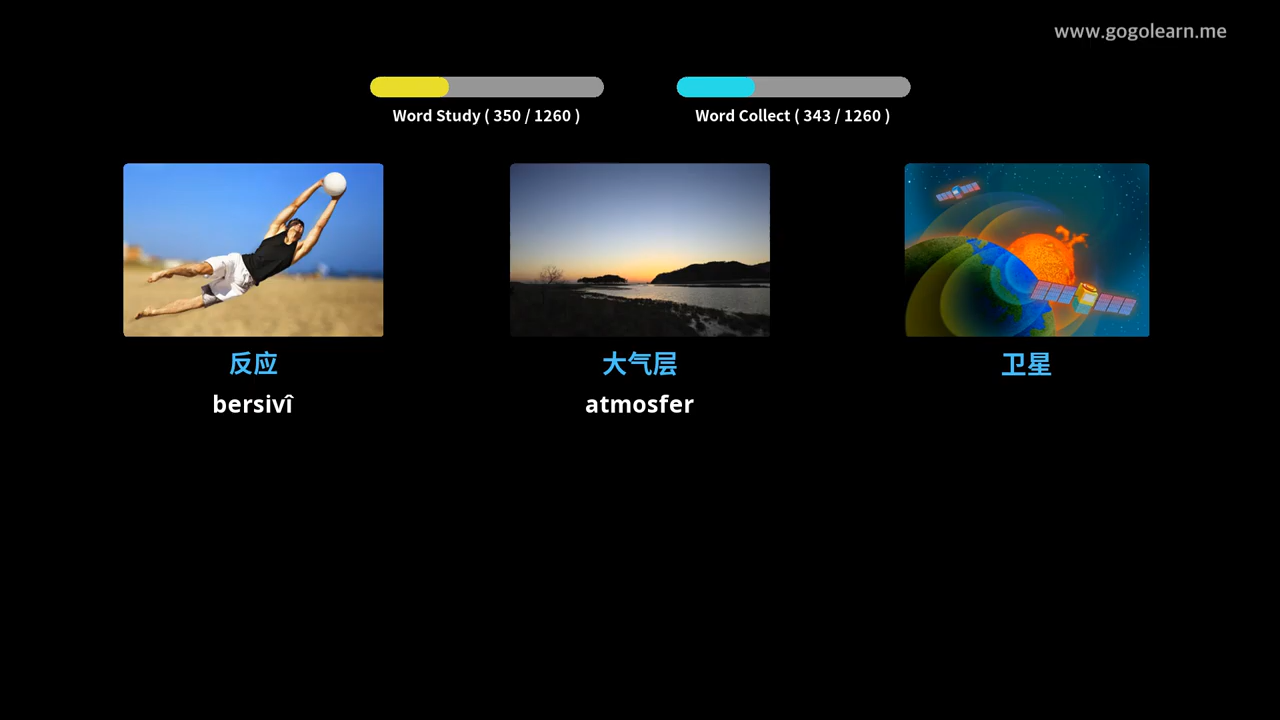 www.gogolearn.me
Word Study ( 350 / 1260 )
Word Collect ( 343 / 1260 )
反应
大气层
卫星
bersivî
atmosfer